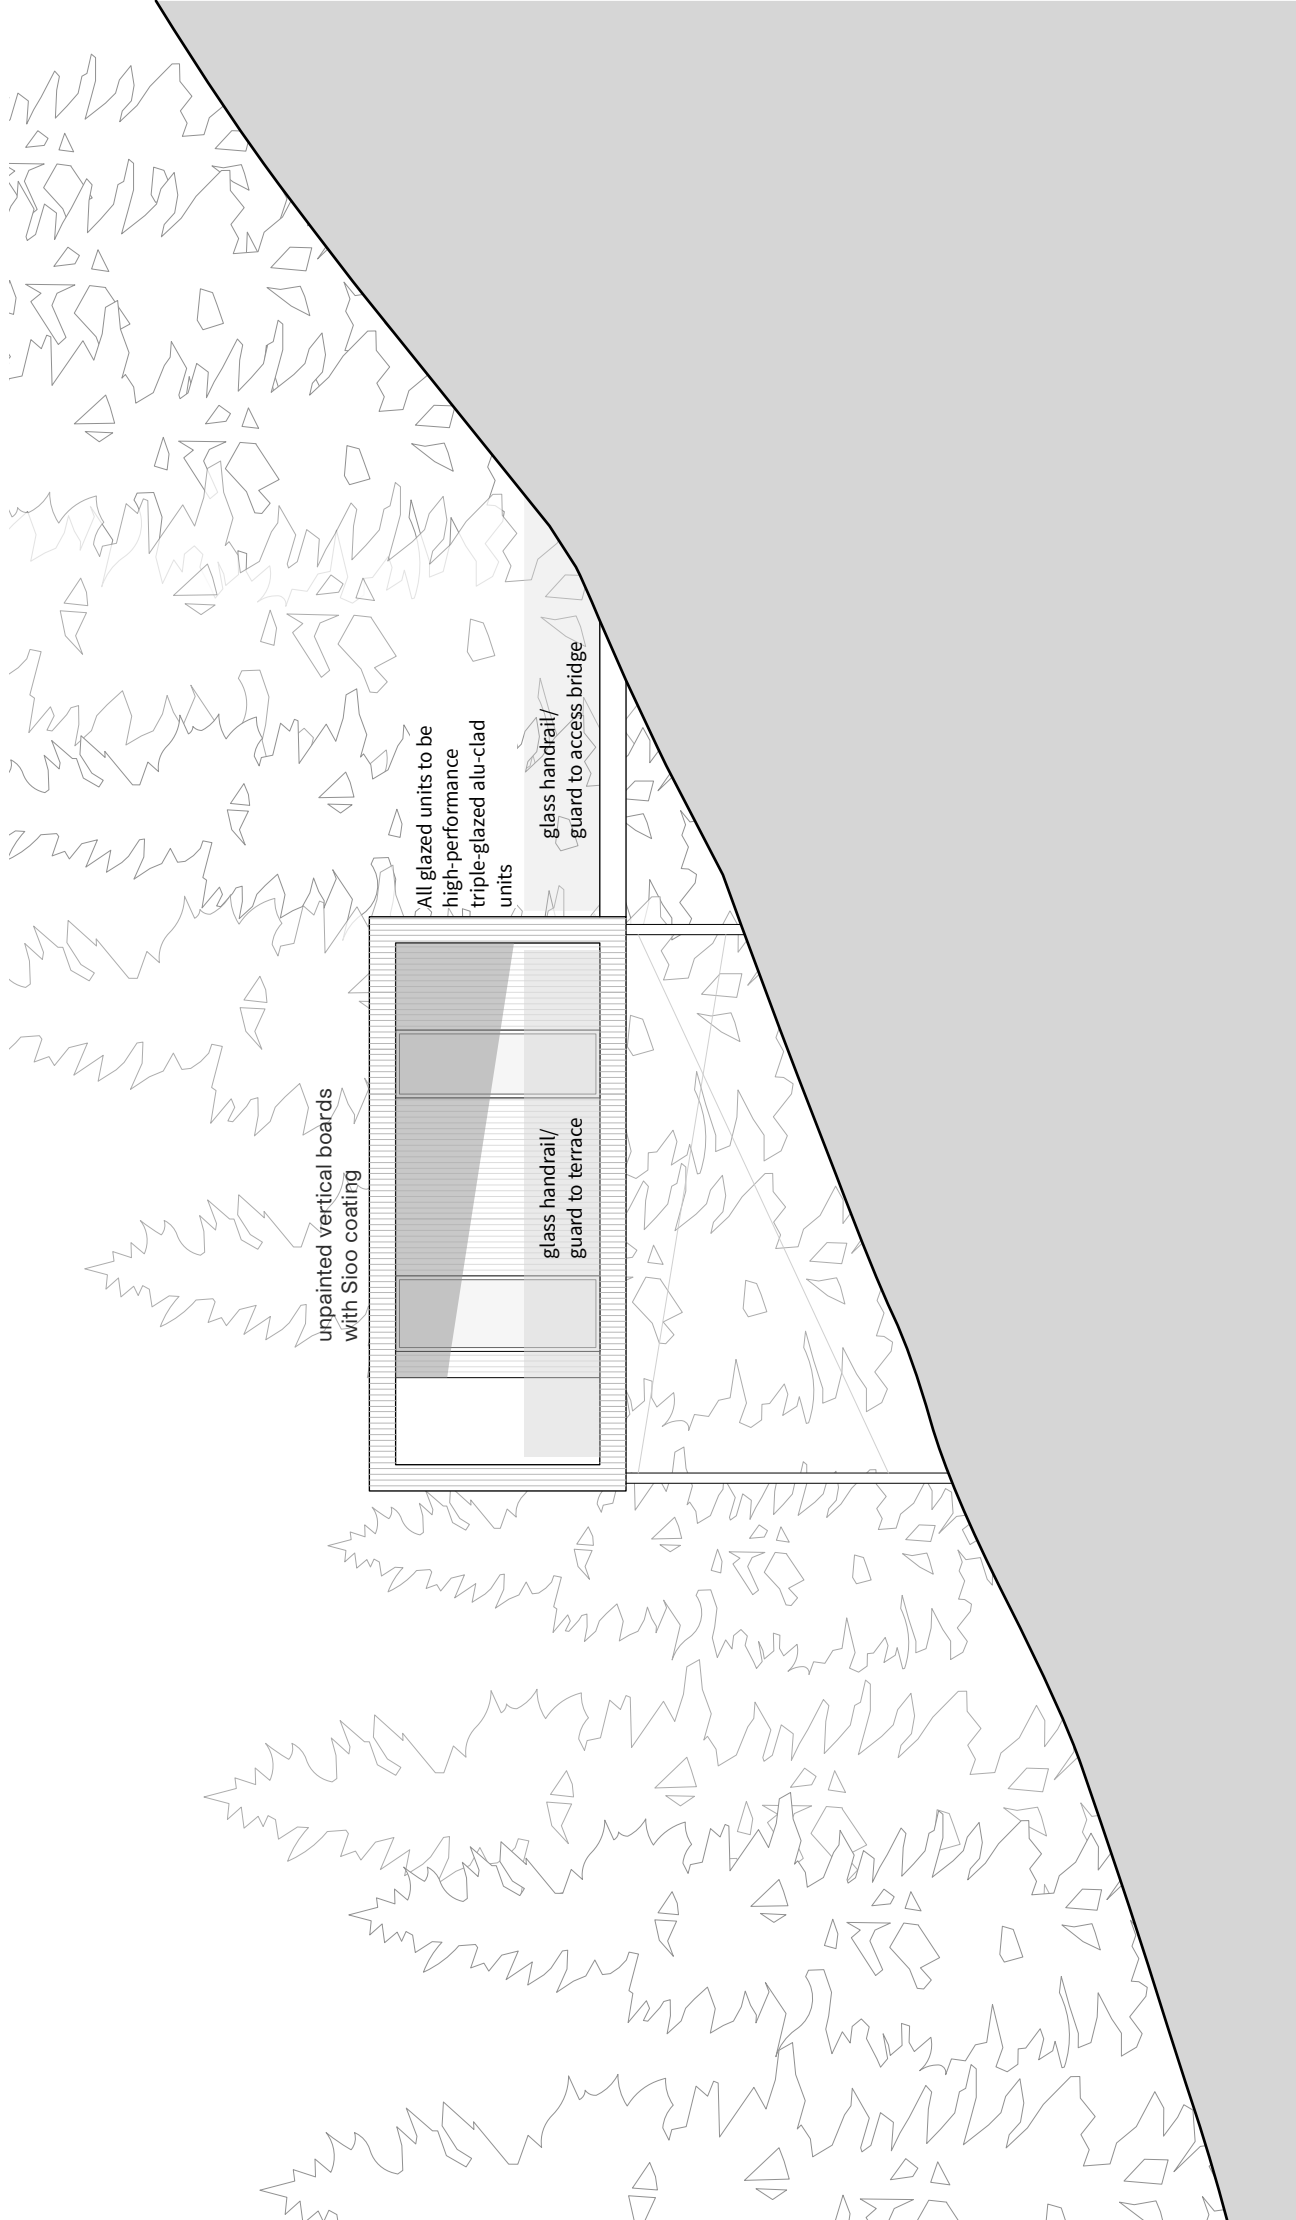 unpainted vertical boards
with Sioo coating
All glazed units to be
high-performance
triple-glazed alu-clad
units
glass handrail/
guard to terrace
glass handrail/
guard to access bridge